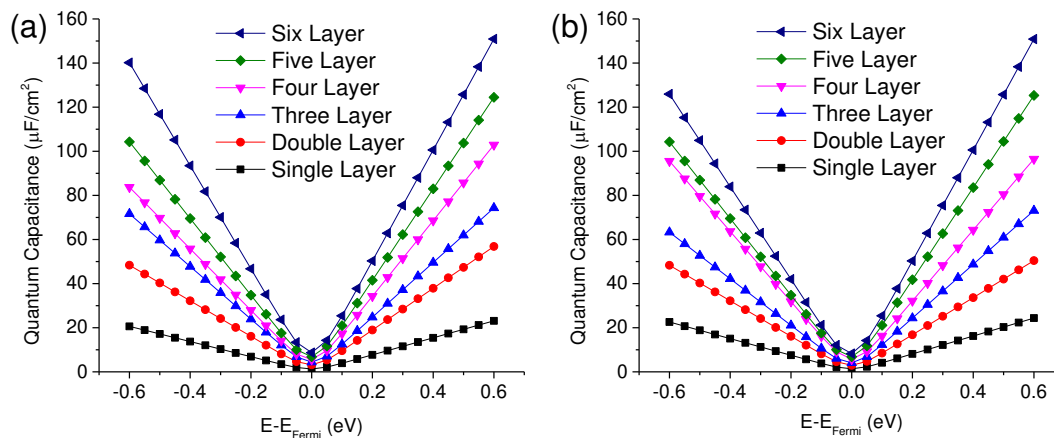 (a)
Six Layer
Five Layer
Four Layer
Three Layer
Double Layer
Single Layer
Quantum Capacitance (µF/cm²)
160
140
120
100
80
60
40
20
0
-0.6 -0.4 -0.2 0.0 0.2 0.4 0.6
E-E_Fermi (eV)
(b)
Six Layer
Five Layer
Four Layer
Three Layer
Double Layer
Single Layer
Quantum Capacitance (µF/cm²)
160
140
120
100
80
60
40
20
0
-0.6 -0.4 -0.2 0.0 0.2 0.4 0.6
E-E_Fermi (eV)